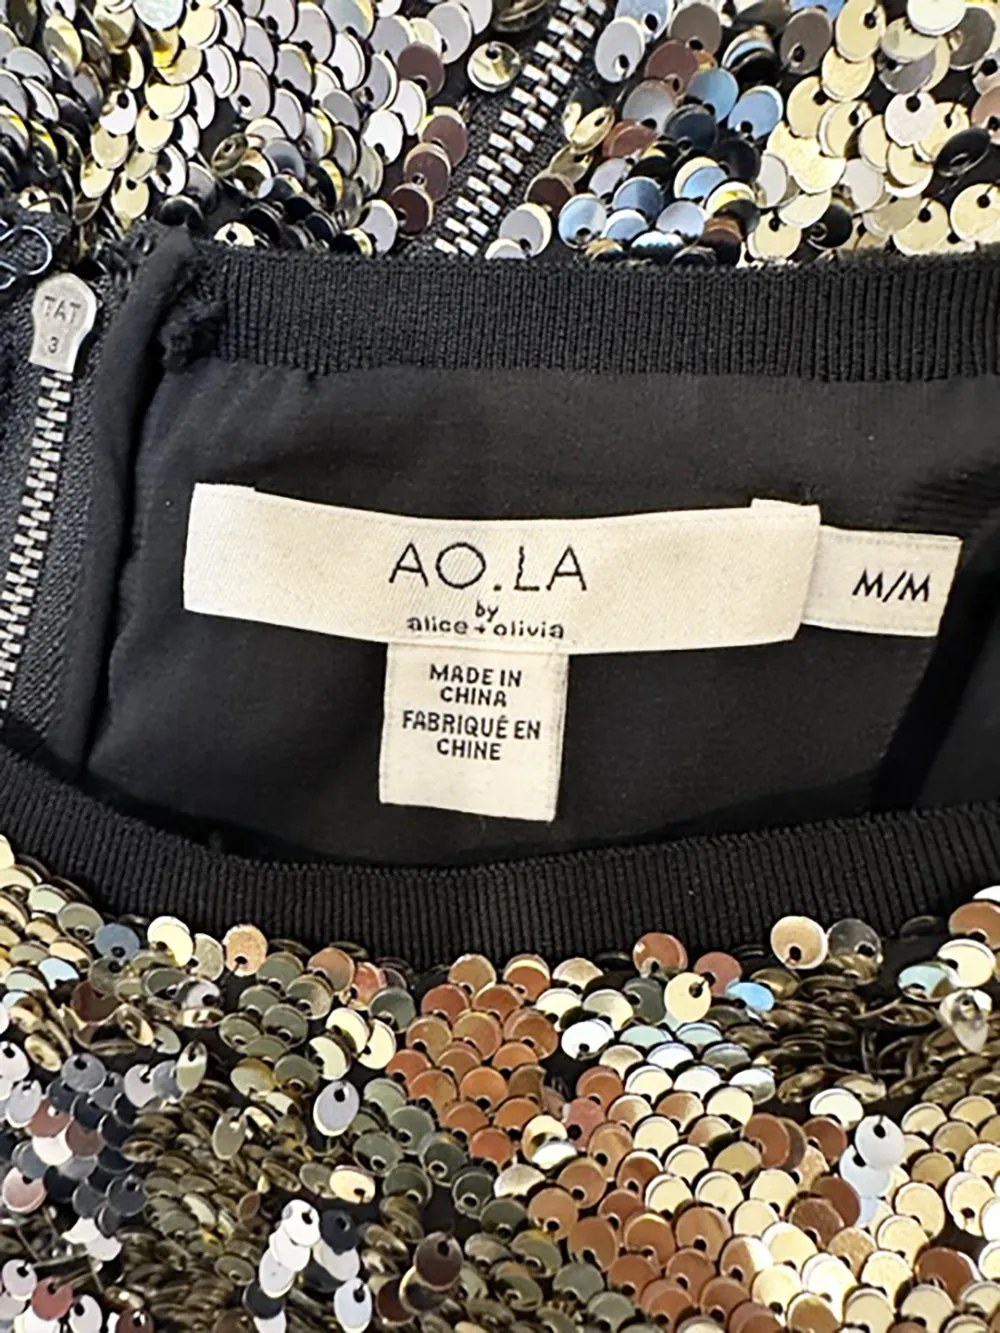 TAT
3
AO.LA
by
alice + olivia
M/M
MADE IN
CHINA
FABRIQUÉ EN
CHINE